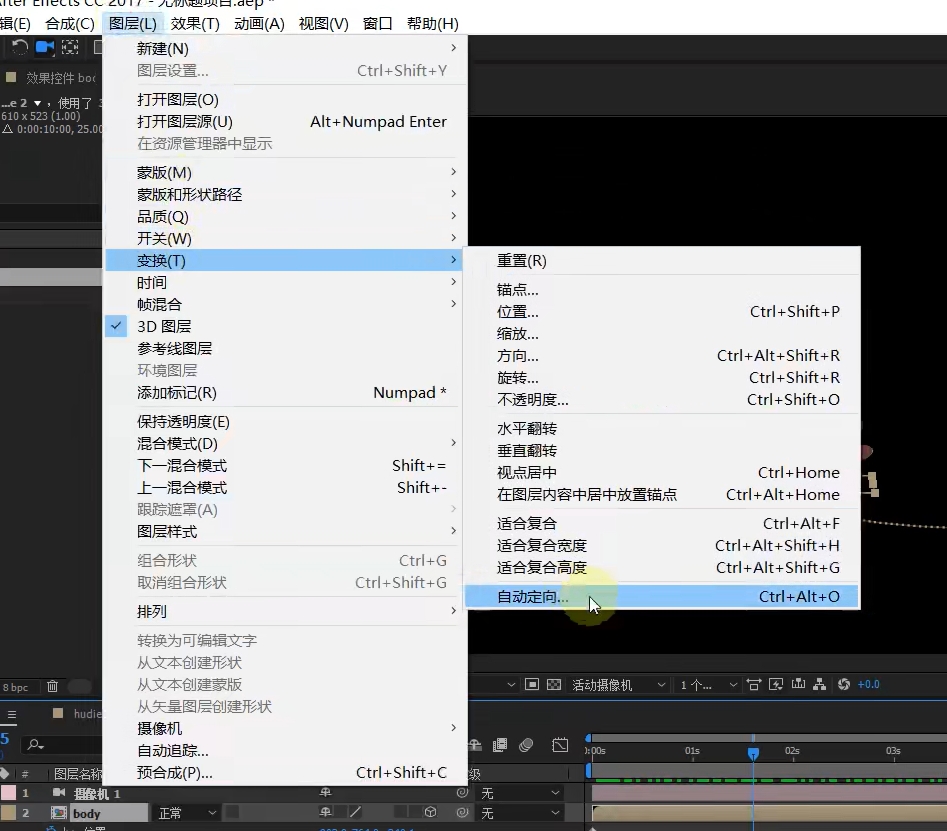 After Effects CC 2017 - 无标题项目.aep *
辑(E) 合成(C) 图层(L) 效果(T) 动画(A) 视图(V) 窗口 帮助(H)
效果控件 boc
...e 2 ▼ ，使用了 3
610 x 523 (1.00)
△ 0:00:10:00, 25.00
新建(N)
图层设置... Ctrl+Shift+Y
打开图层(O)
打开图层源(U) Alt+Numpad Enter
在资源管理器中显示
蒙版(M)
蒙版和形状路径
品质(Q)
开关(W)
变换(T)
时间
帧混合
3D 图层
参考线图层
环境图层
添加标记(R) Numpad *
保持透明度(E)
混合模式(D)
下一混合模式 Shift+=
上一混合模式 Shift+-
跟踪遮罩(A)
图层样式
组合形状 Ctrl+G
取消组合形状 Ctrl+Shift+G
排列
转换为可编辑文字
从文本创建形状
从文本创建蒙版
从矢量图层创建形状
摄像机
自动追踪...
预合成(P)... Ctrl+Shift+C
重置(R)
锚点...
位置... Ctrl+Shift+P
缩放...
方向... Ctrl+Alt+Shift+R
旋转... Ctrl+Shift+R
不透明度... Ctrl+Shift+O
水平翻转
垂直翻转
视点居中 Ctrl+Home
在图层内容中居中放置锚点 Ctrl+Alt+Home
适合复合 Ctrl+Alt+F
适合复合宽度 Ctrl+Alt+Shift+H
适合复合高度 Ctrl+Alt+Shift+G
自动定向... Ctrl+Alt+O
8 bpc 活动摄像机 1 个... +0.0
hudie
:00s 01s 02s 03s
# 图层名称 级
1 摄像机 1 无
2 body 正常 无
位置